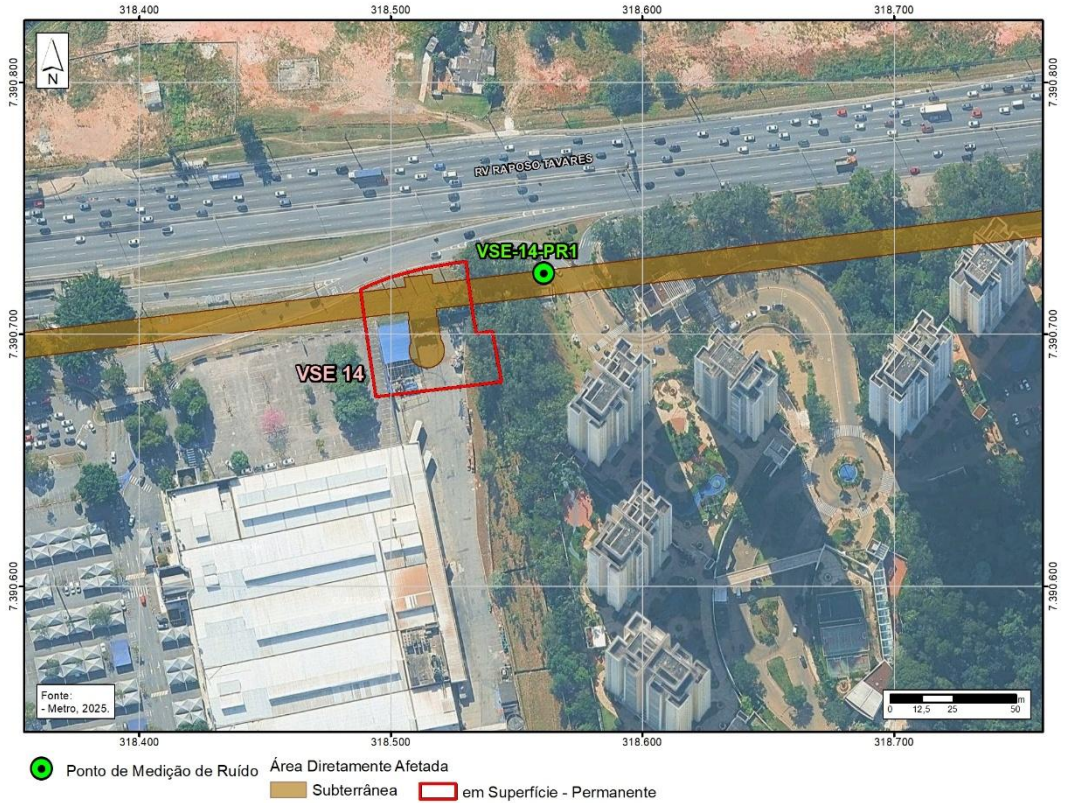 318.400 318.500 318.600 318.700
7.390.800 7.390.800
N
RV RAPOSO TAVARES
VSE-14-PR1
7.390.700 7.390.700
VSE 14
7.390.600 7.390.600
Fonte:
- Metro, 2025.
m
0 12,5 25 50
318.400 318.500 318.600 318.700
Ponto de Medição de Ruído
Área Diretamente Afetada
Subterrânea
em Superfície - Permanente